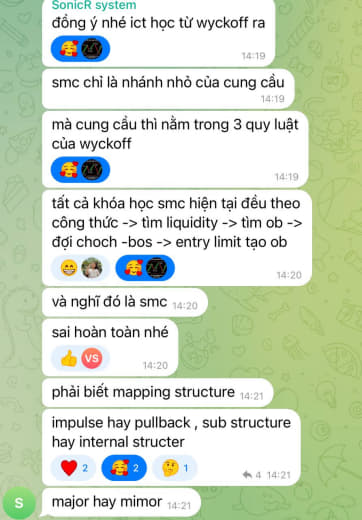 SonicR system
đồng ý nhé ict học từ wyckoff ra
14:19
smc chỉ là nhánh nhỏ của cung cầu
14:19
mà cung cầu thì nằm trong 3 quy luật
của wyckoff
14:19
tất cả khóa học smc hiện tại đều theo
công thức -> tìm liquidity -> tìm ob ->
đợi choch -bos -> entry limit tạo ob
14:20
và nghĩ đó là smc 14:20
sai hoàn toàn nhé
VS
14:20
phải biết mapping structure 14:21
impulse hay pullback , sub structure
hay internal structer
2 2 1 4 14:21
S
major hay mimor 14:21